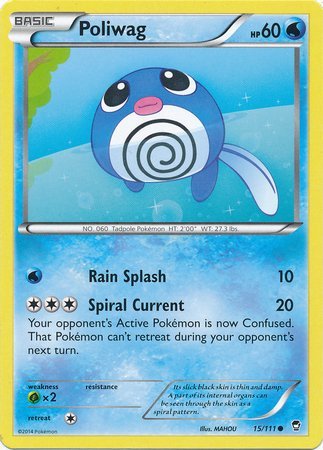 BASIC
Poliwag
HP60
NO. 060 Tadpole Pokémon HT: 2'00" WT: 27.3 lbs.
Rain Splash 10
Spiral Current 20
Your opponent's Active Pokémon is now Confused.
That Pokémon can't retreat during your opponent's
next turn.
weakness
×2
resistance
retreat
Its slick black skin is thin and damp.
A part of its internal organs can
be seen through the skin as a
spiral pattern.
©2014 Pokémon
Illus. MAHOU
15/111